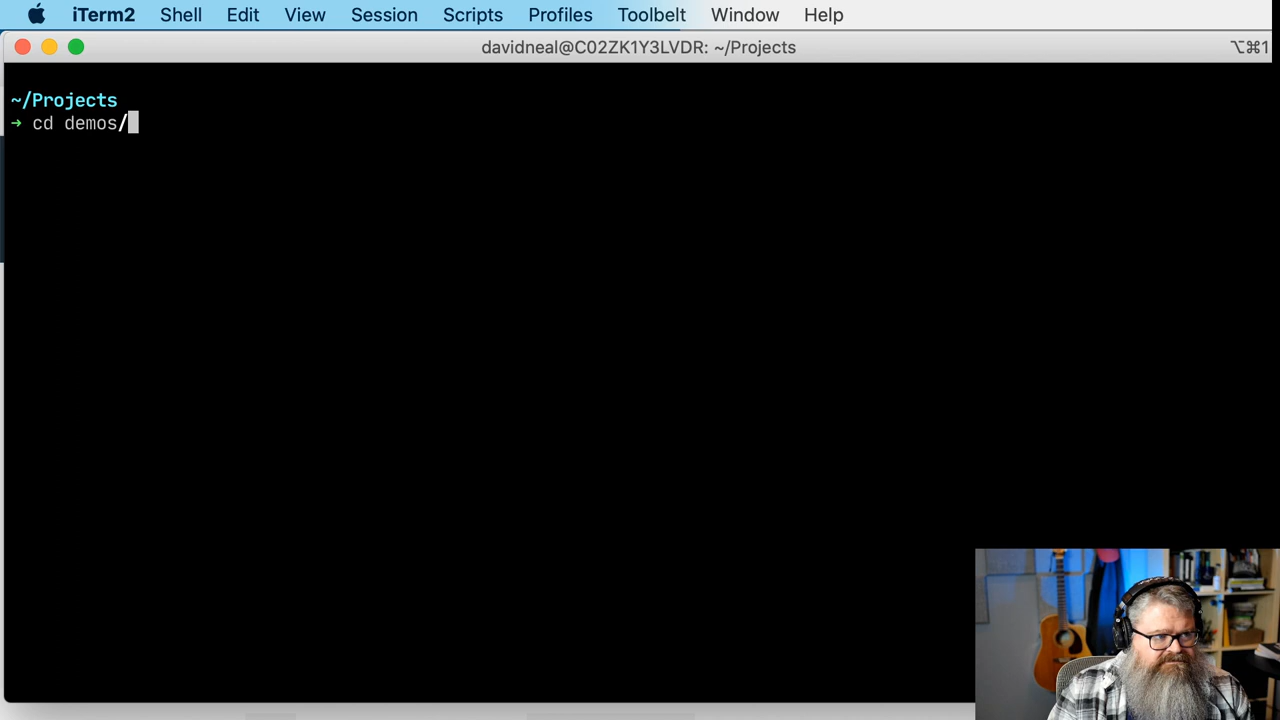 iTerm2 Shell Edit View Session Scripts Profiles Toolbelt Window Help
davidneal@C02ZK1Y3LVDR: ~/Projects ⌥⌘1
~/Projects
→ cd demos/